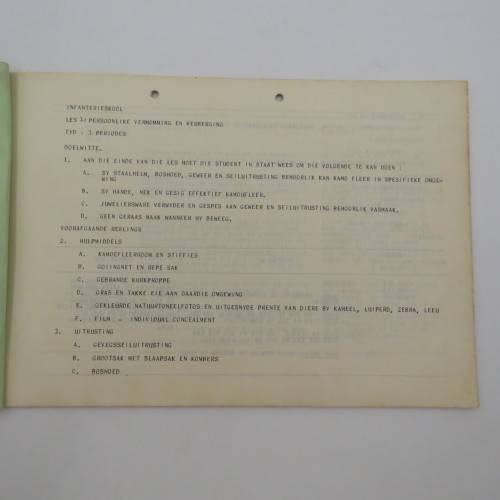 INFANTERIESKOOL
LES 2: PERSOONLIKE VERMOMMING EN VERBERGING
TYD : 3 PERIODES
DOELWITTE.
1. AAN DIE EINDE VAN DIE LES MOET DIE STUDENT IN STAAT WEES OM DIE VOLGENDE TE KAN DOEN :
A. SY STAALHELM, BOSHOED, GEWEER EN SEILUITRUSTING BEHOORLIK KAN KAMOEFLEER IN SPESIFIEKE OMGE-
WING
B. SY HANDE, NEK EN GESIG EFFEKTIEF KAMOEFLEER.
C. JUWELIERSWARE VERWYDER EN GESPES AAN GEWEER EN SEILUITRUSTING BEHOORLIK VASMAAK.
D. GEEN GERAAS MAAK WANNEER HY BEWEEG.
VOORAFGAANDE REËLINGS
2. HULPMIDDELS
A. KAMOEFLEERROOM EN STIFFIES
B. GOIINGNET EN REPE SAK
C. GEBRANDE KURKPROPPE
D. GRAS EN TAKKE EIE AAN DAARDIE OMGEWING
E. GEKLEURDE NATUURTONEELFOTOS EN UITGESNYDE PRENTE VAN DIERE BV KAMEEL, LUIPERD, ZEBRA, LEEU
F. FILM - INDIVIDUAL CONCEALMENT
3. UITRUSTING
A. GEVEGSSEILUITRUSTING
B. GROOTSAK MET SLAAPSAK EN KOMBERS
C. BOSHOED